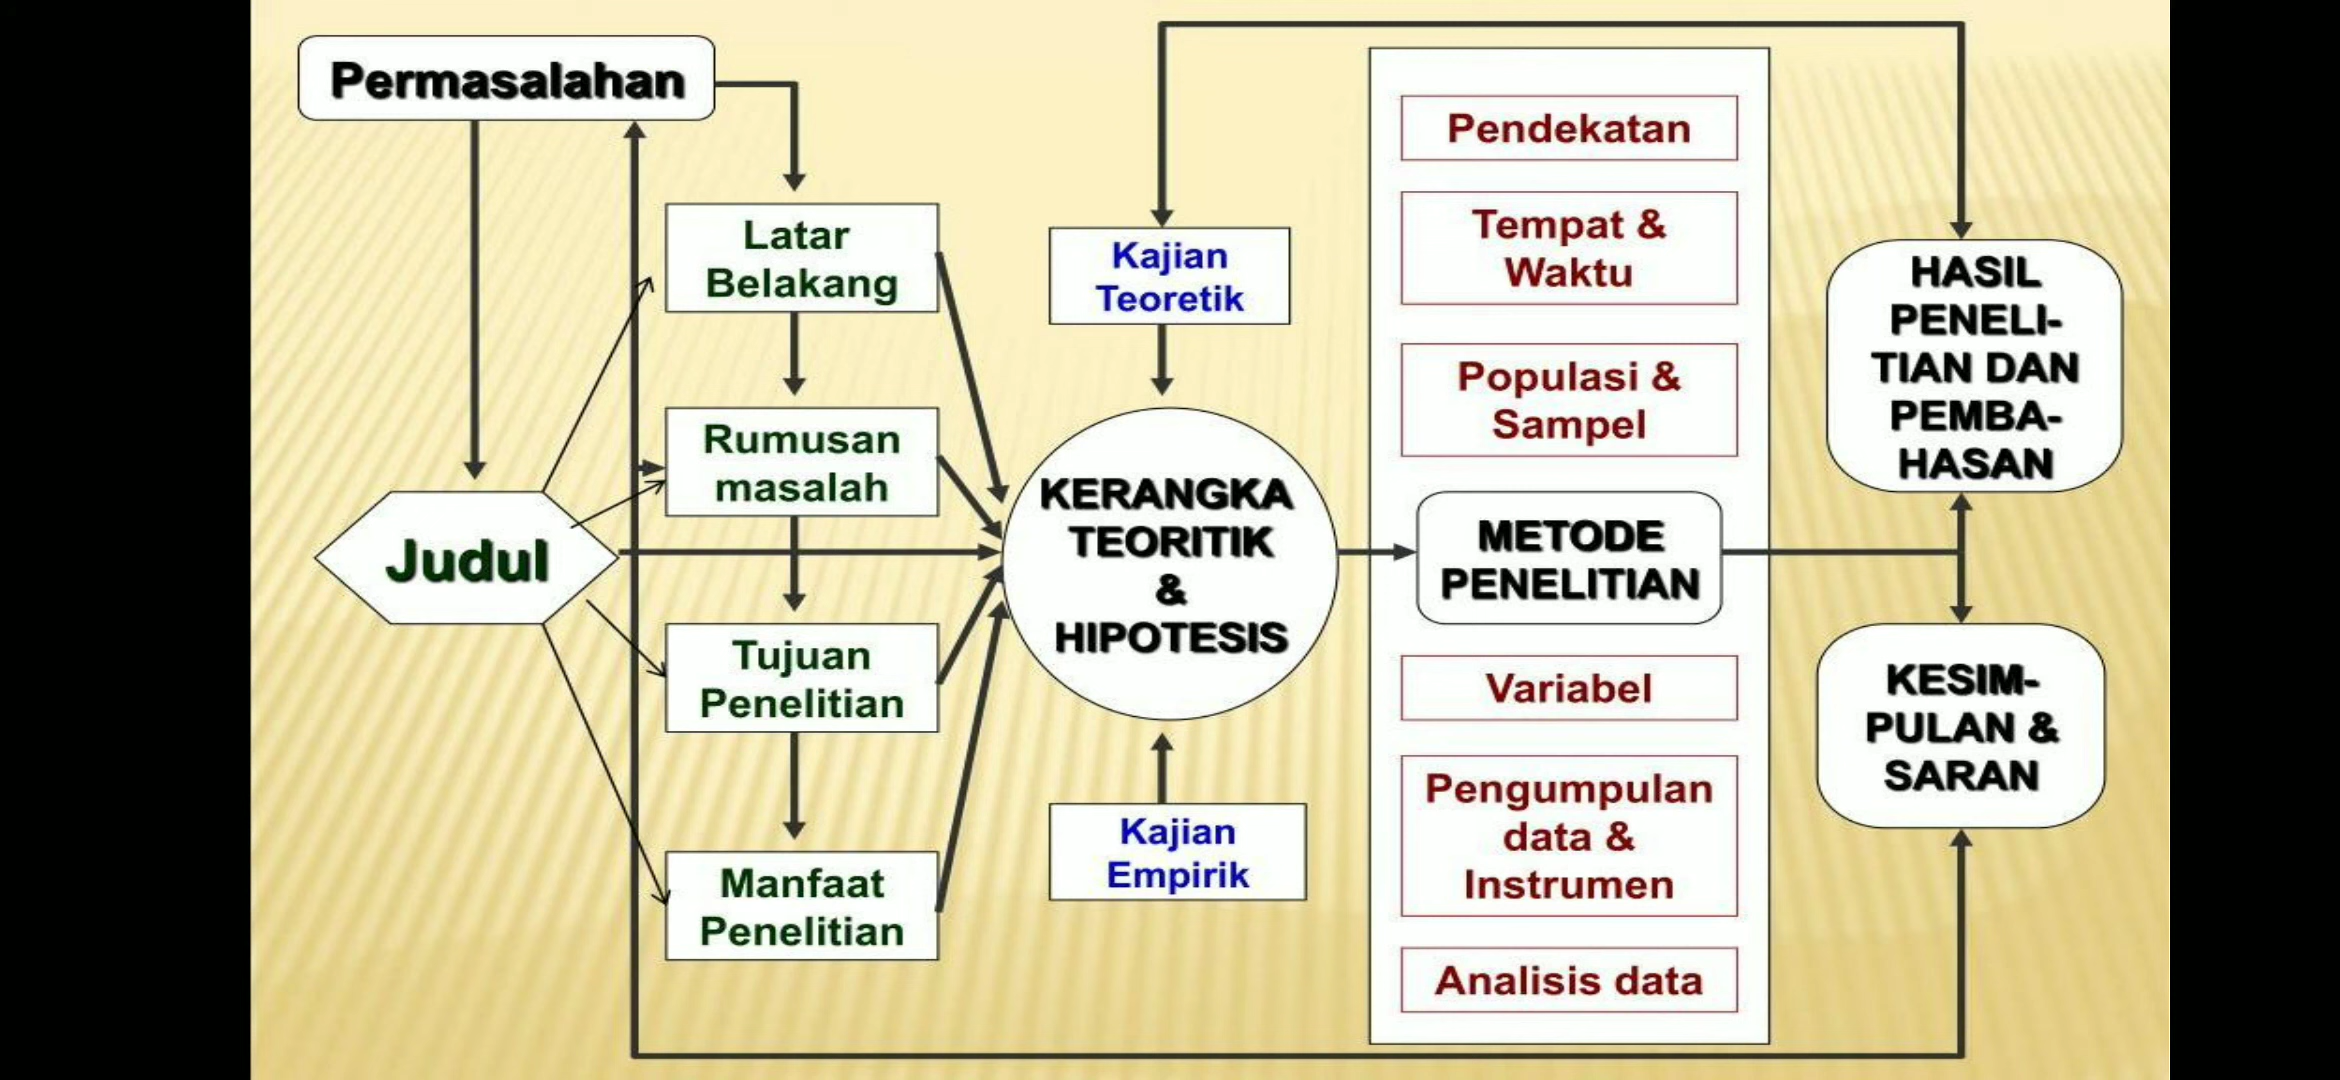 Permasalahan
Judul
Latar
Belakang
Rumusan
masalah
Tujuan
Penelitian
Manfaat
Penelitian
Kajian
Teoretik
KERANGKA
TEORITIK
&
HIPOTESIS
Kajian
Empirik
Pendekatan
Tempat &
Waktu
Populasi &
Sampel
METODE
PENELITIAN
Variabel
Pengumpulan
data &
Instrumen
Analisis data
HASIL
PENELI-
TIAN DAN
PEMBA-
HASAN
KESIM-
PULAN &
SARAN